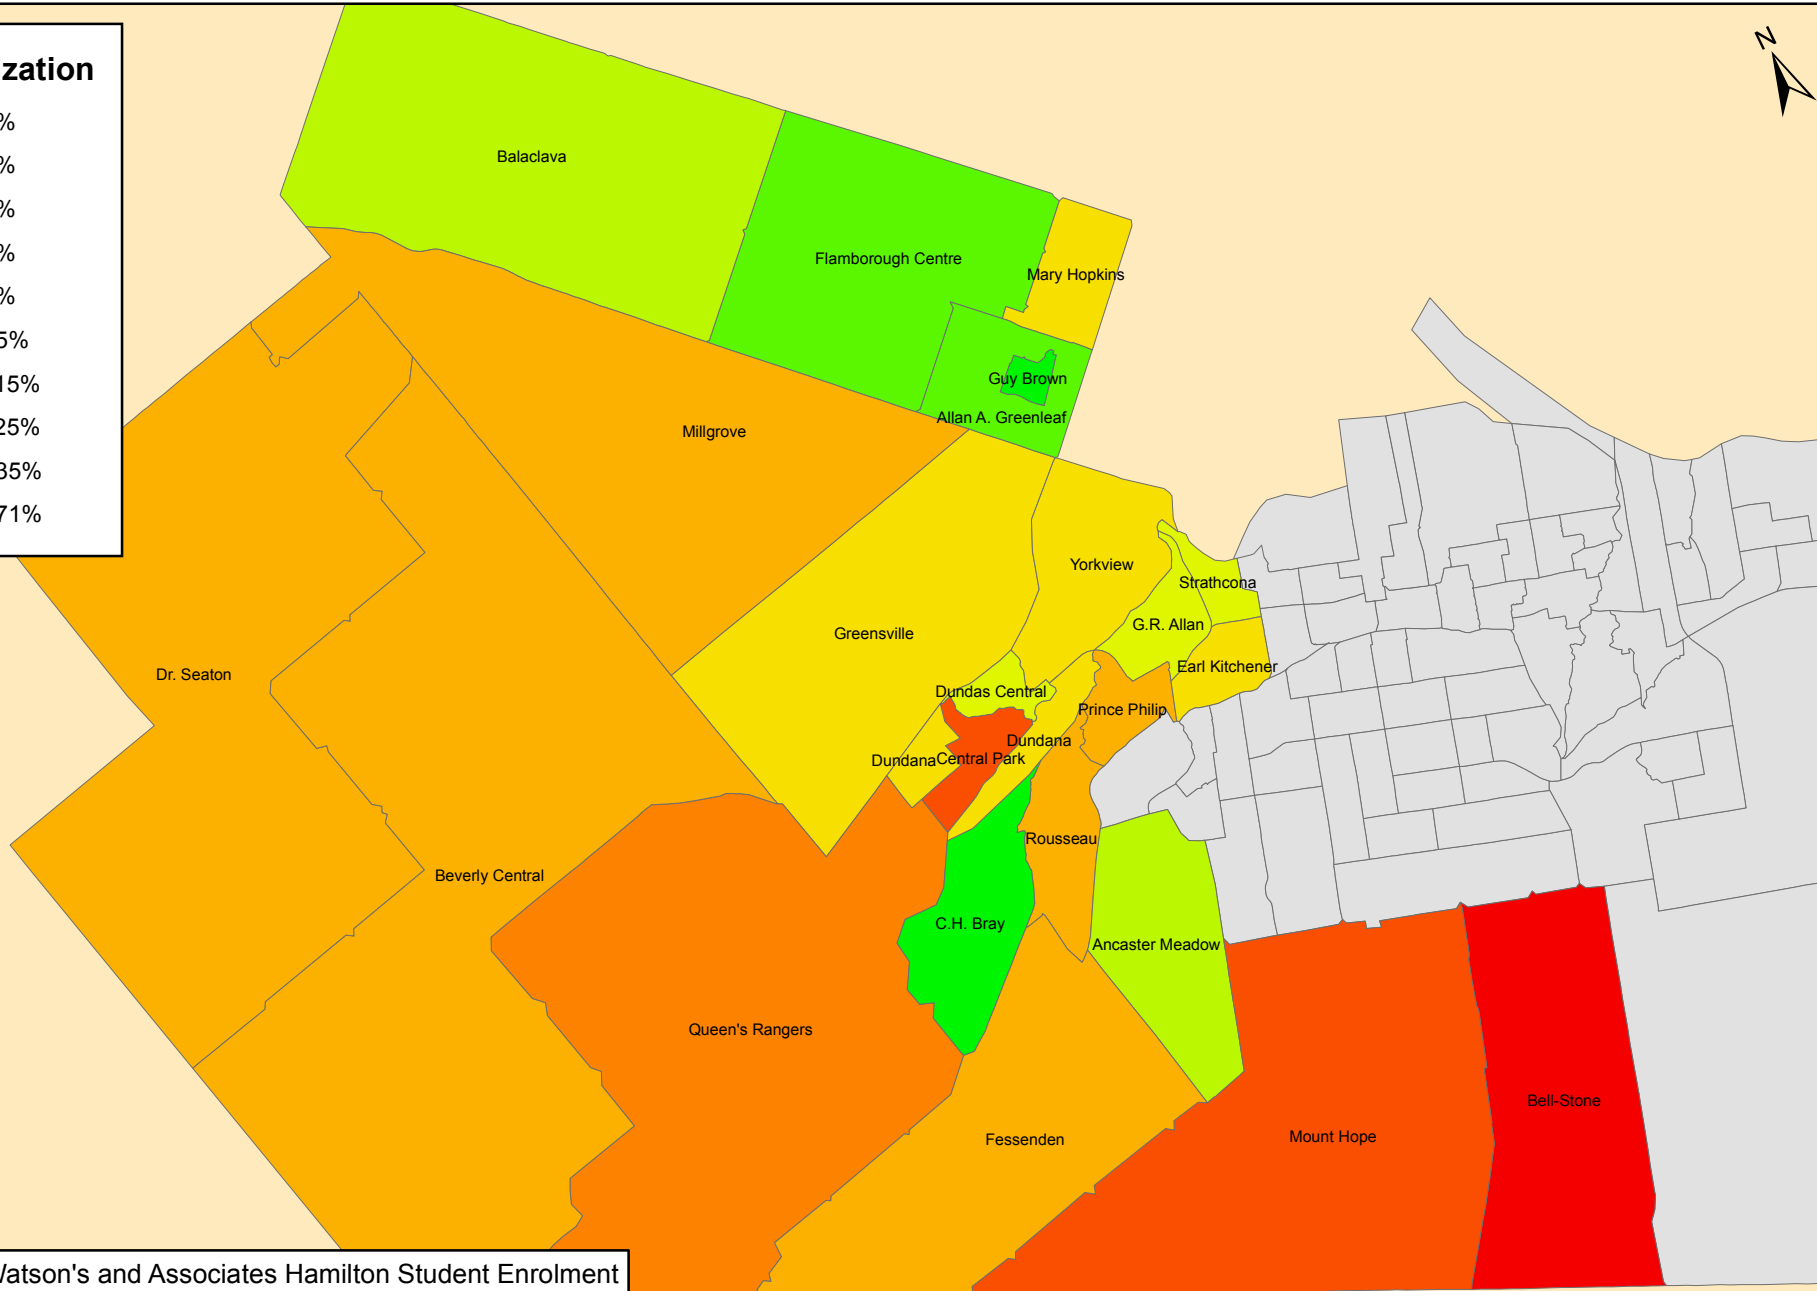 zation
%
%
%
%
%
5%
15%
25%
35%
71%
N
Balaclava
Flamborough Centre
Mary Hopkins
Guy Brown
Allan A. Greenleaf
Millgrove
Yorkview
Strathcona
G.R. Allan
Greensville
Earl Kitchener
Dr. Seaton
Dundas Central
Prince Philip
Dundana
Dundana
Central Park
Rousseau
Beverly Central
C.H. Bray
Ancaster Meadow
Queen's Rangers
Bell-Stone
Mount Hope
Fessenden
Watson's and Associates Hamilton Student Enrolment